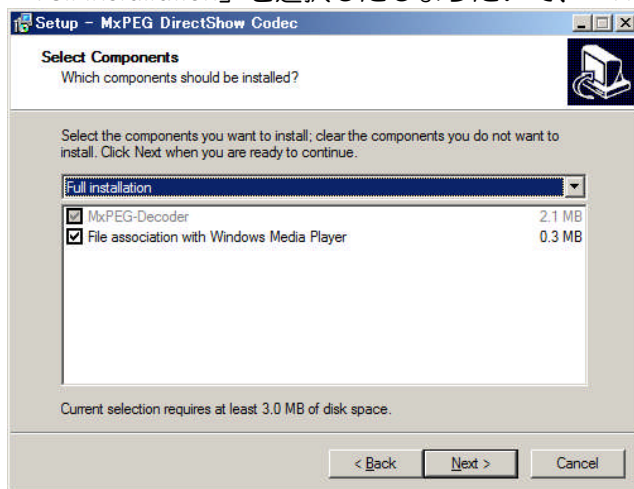 Setup - MxPEG DirectShow Codec
Select Components
Which components should be installed?
Select the components you want to install; clear the components you do not want to
install. Click Next when you are ready to continue.
Full installation
MxPEG-Decoder 2.1 MB
File association with Windows Media Player 0.3 MB
Current selection requires at least 3.0 MB of disk space.
< Back Next > Cancel